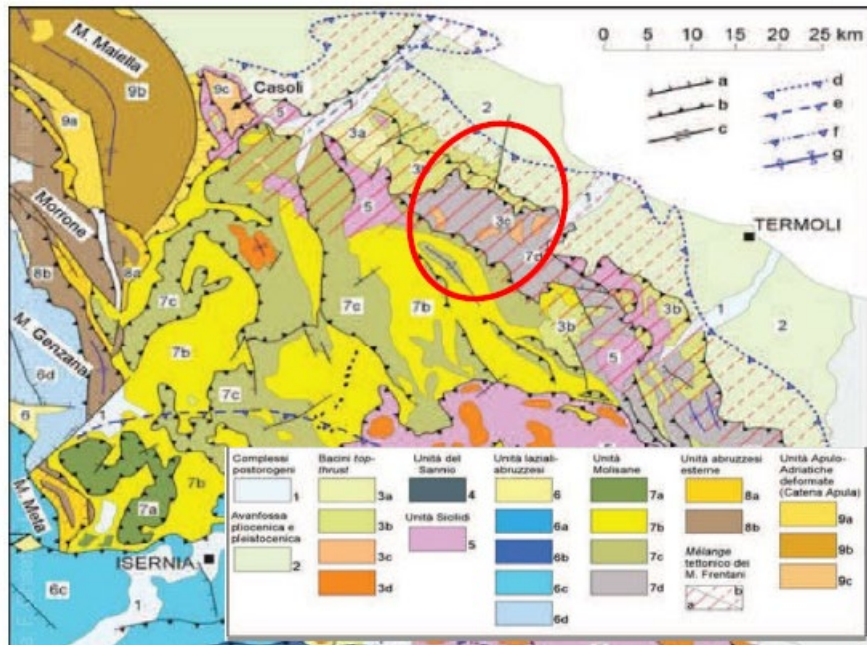 0 5 10 15 20 25 km
M. Maiella
9b
9c
Casoli
1
5
2
a
b
c
d
e
f
g
9a
3a
3b
Morrone
5
3c
1
TERMOLI
7d
8b
8a
7c
7b
7c
7b
3b
3b
1
2
5
M. Genzana
6d
7c
6
1
7b
7a
M. Meta
ISERNIA
6c
1
Complessi
postorogeni
1
Avanfossa
pliocenica e
pleistocenica
2
Bacini top-
thrust
3a
3b
3c
3d
Unità del
Sannio
4
Unità Sicilidi
5
Unità laziali-
abruzzesi
6
6a
6b
6c
6d
Unità
Molisane
7a
7b
7c
7d
Unità abruzzesi
esterne
8a
8b
Mélange
tettonico dei
M. Frentani
a b
Unità Apulo-
Adriatiche
deformate
(Catena Apula)
9a
9b
9c